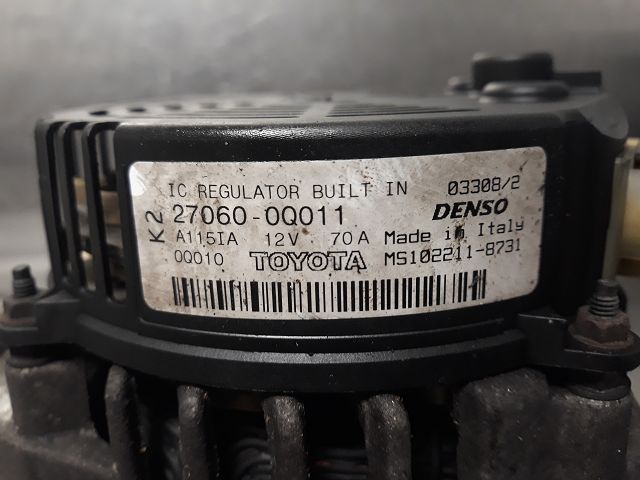 IC REGULATOR BUILT IN 03308/2
K2
27060-0Q011 DENSO
A115IA 12V 70A Made in Italy
0Q010 TOYOTA MS102211-8731